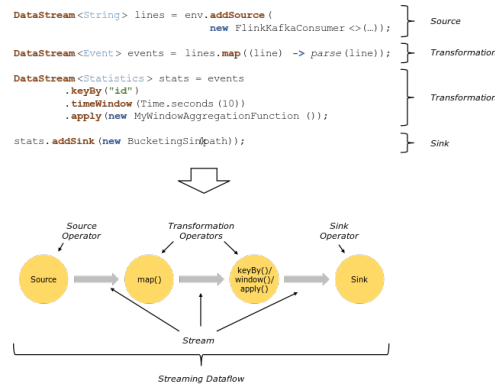 DataStream<String> lines = env.addSource(
new FlinkKafkaConsumer<>(…));
Source
DataStream<Event> events = lines.map((line) -> parse(line));
Transformation
DataStream<Statistics> stats = events
.keyBy("id")
.timeWindow(Time.seconds(10))
.apply(new MyWindowAggregationFunction());
Transformation
stats.addSink(new BucketingSink(path));
Sink
Source
Operator
Transformation
Operators
Sink
Operator
Source
map()
keyBy()/
window()/
apply()
Sink
Stream
Streaming Dataflow